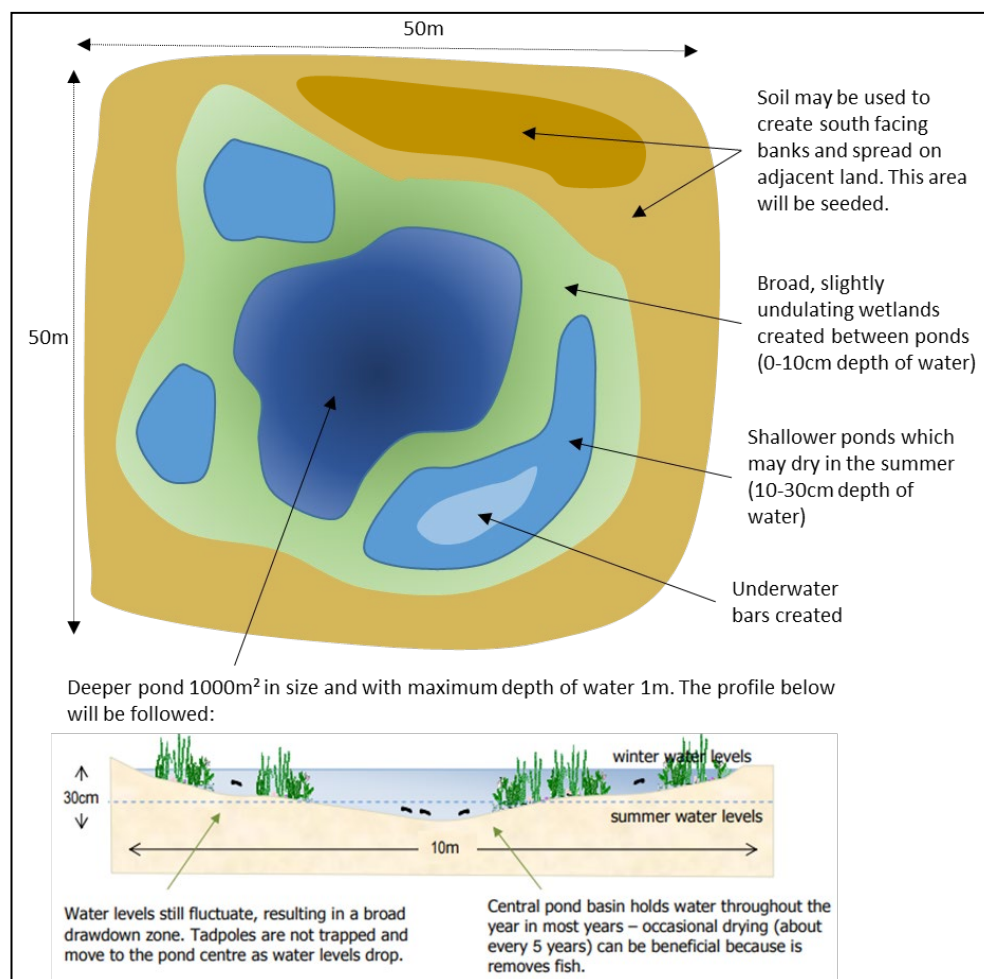 50m
50m
Soil may be used to
create south facing
banks and spread on
adjacent land. This area
will be seeded.
Broad, slightly
undulating wetlands
created between ponds
(0-10cm depth of water)
Shallower ponds which
may dry in the summer
(10-30cm depth of
water)
Underwater
bars created
Deeper pond 1000m² in size and with maximum depth of water 1m. The profile below
will be followed:
winter water levels
30cm
summer water levels
10m
Water levels still fluctuate, resulting in a broad
drawdown zone. Tadpoles are not trapped and
move to the pond centre as water levels drop.
Central pond basin holds water throughout the
year in most years – occasional drying (about
every 5 years) can be beneficial because is
removes fish.